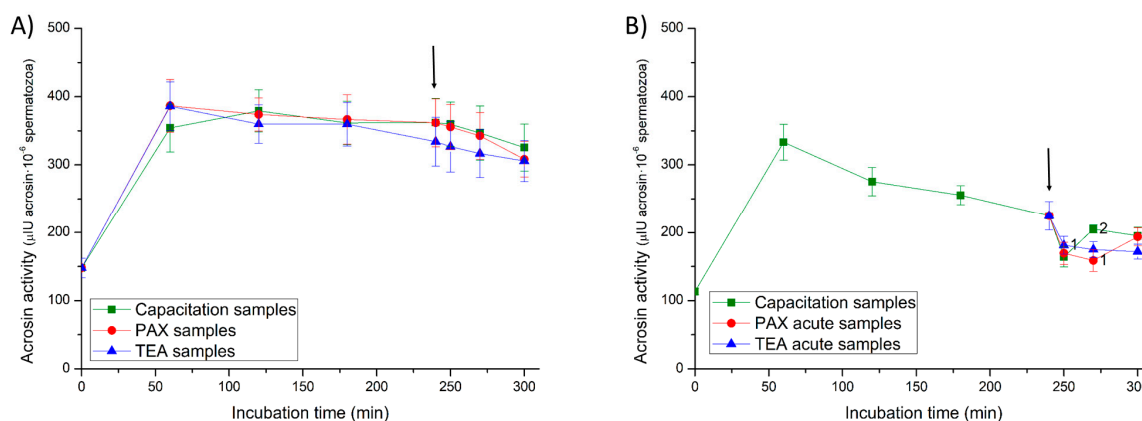 A)
500
400
300
200
100
0
Acrosin activity (µIU acrosin·10⁻⁶ spermatozoa)
Capacitation samples
PAX samples
TEA samples
0 50 100 150 200 250 300
Incubation time (min)
B)
500
400
300
200
100
0
Acrosin activity (µIU acrosin·10⁻⁶ spermatozoa)
2
1
1
Capacitation samples
PAX acute samples
TEA acute samples
0 50 100 150 200 250 300
Incubation time (min)